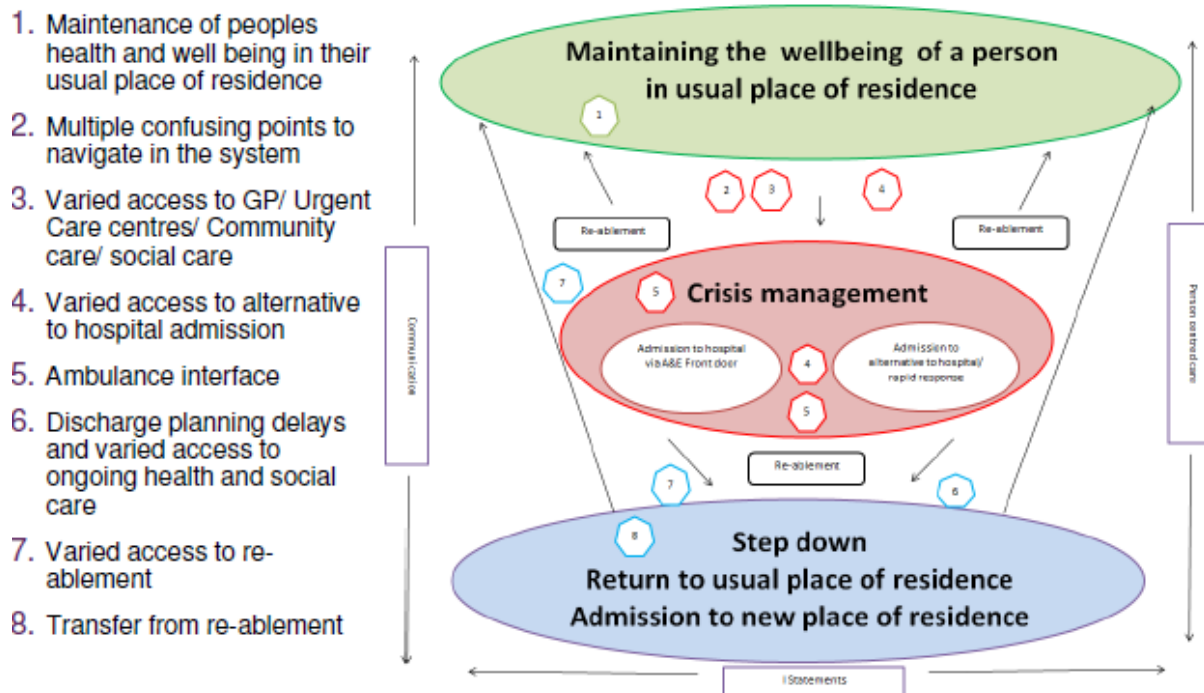 1. Maintenance of peoples
health and well being in their
usual place of residence
2. Multiple confusing points to
navigate in the system
3. Varied access to GP/ Urgent
Care centres/ Community
care/ social care
4. Varied access to alternative
to hospital admission
5. Ambulance interface
6. Discharge planning delays
and varied access to
ongoing health and social
care
7. Varied access to re-
ablement
8. Transfer from re-ablement
Communication
Maintaining the wellbeing of a person
in usual place of residence
1
2
3
4
Re-ablement
Re-ablement
7
5
Crisis management
Admission to hospital
via A&E Front door
4
Admission to
alternative to hospital/
rapid response
5
Re-ablement
7
6
8
Step down
Return to usual place of residence
Admission to new place of residence
I Statements
Person centred care